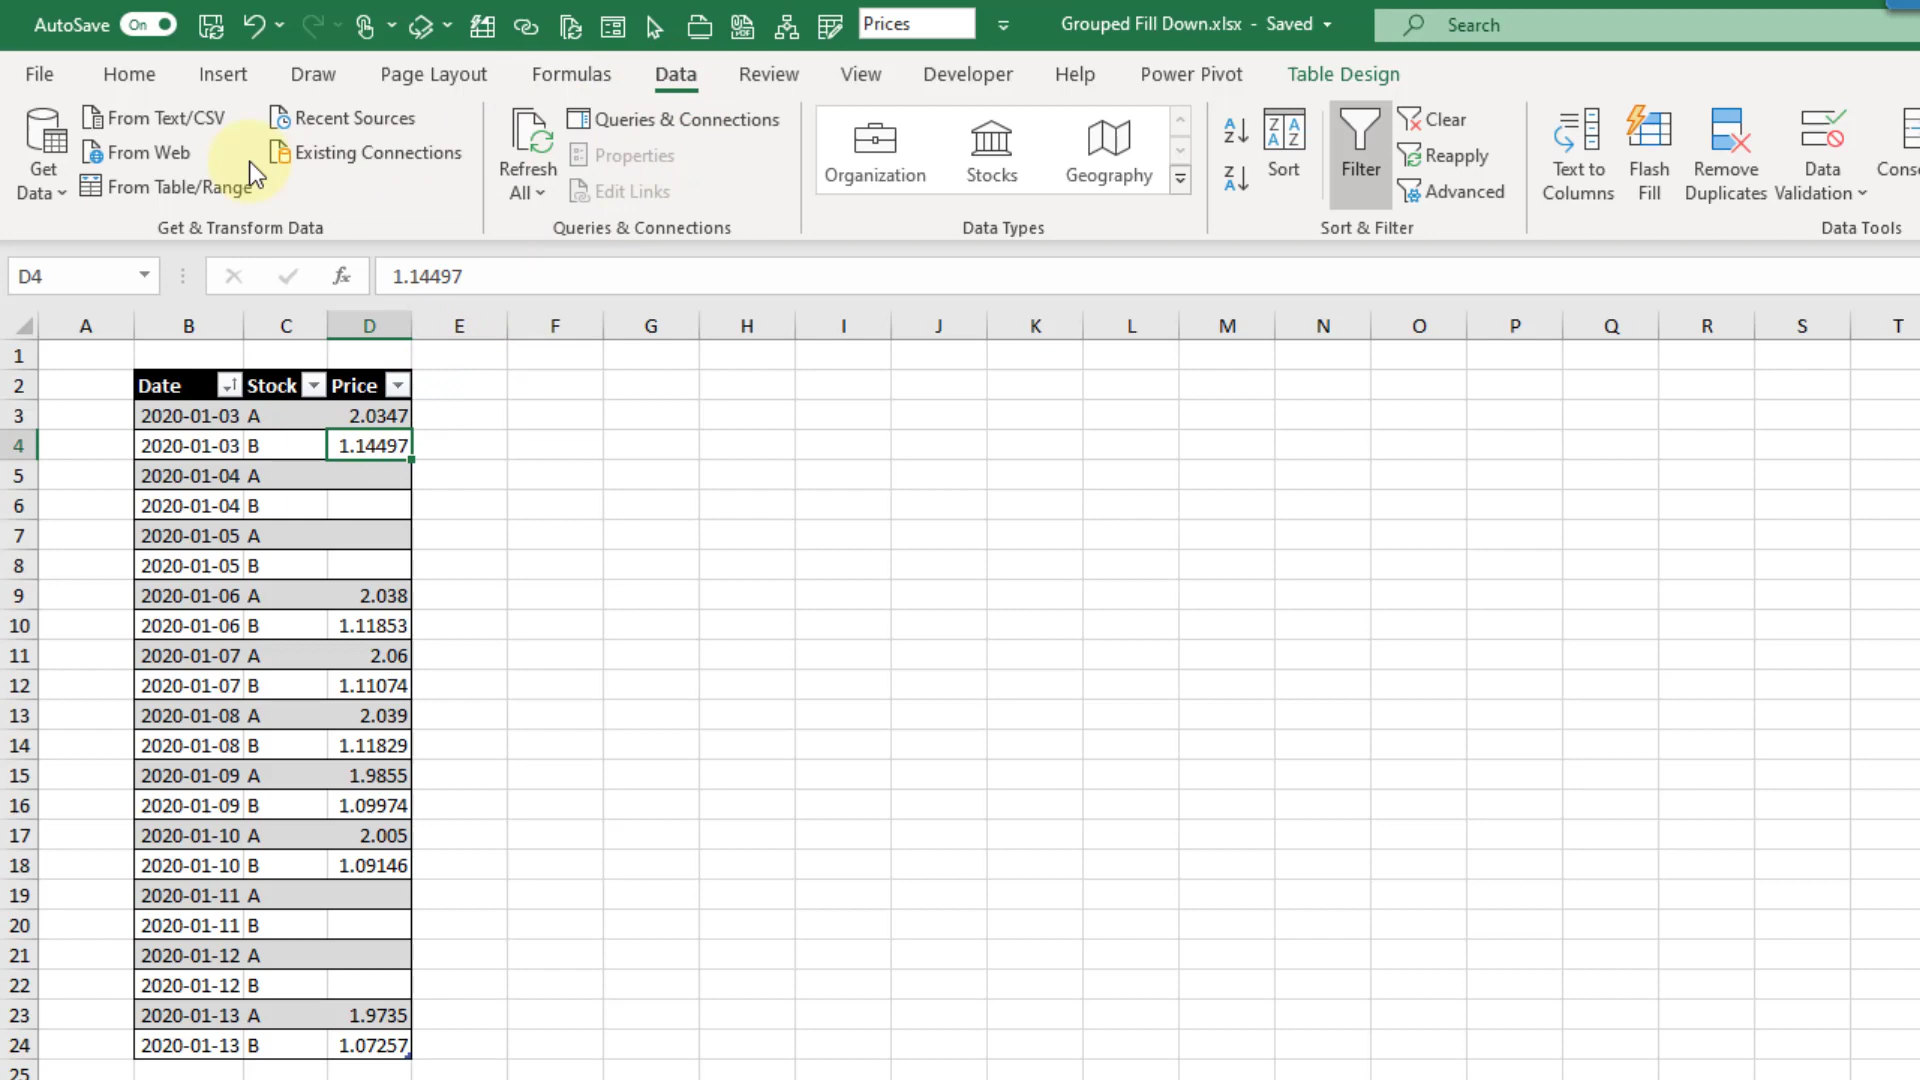 AutoSave On Prices Grouped Fill Down.xlsx - Saved Search
File Home Insert Draw Page Layout Formulas Data Review View Developer Help Power Pivot Table Design
Get Data
From Text/CSV
From Web
From Table/Range
Recent Sources
Existing Connections
Get & Transform Data
Refresh All
Queries & Connections
Properties
Edit Links
Queries & Connections
Organization Stocks Geography
Data Types
Sort
Filter
Clear
Reapply
Advanced
Sort & Filter
Text to Columns
Flash Fill
Remove Duplicates
Data Validation
Data Tools
D4 fx 1.14497
A B C D E F G H I J K L M N O P Q R S T
1
2 Date Stock Price
3 2020-01-03 A 2.0347
4 2020-01-03 B 1.14497
5 2020-01-04 A
6 2020-01-04 B
7 2020-01-05 A
8 2020-01-05 B
9 2020-01-06 A 2.038
10 2020-01-06 B 1.11853
11 2020-01-07 A 2.06
12 2020-01-07 B 1.11074
13 2020-01-08 A 2.039
14 2020-01-08 B 1.11829
15 2020-01-09 A 1.9855
16 2020-01-09 B 1.09974
17 2020-01-10 A 2.005
18 2020-01-10 B 1.09146
19 2020-01-11 A
20 2020-01-11 B
21 2020-01-12 A
22 2020-01-12 B
23 2020-01-13 A 1.9735
24 2020-01-13 B 1.07257
25